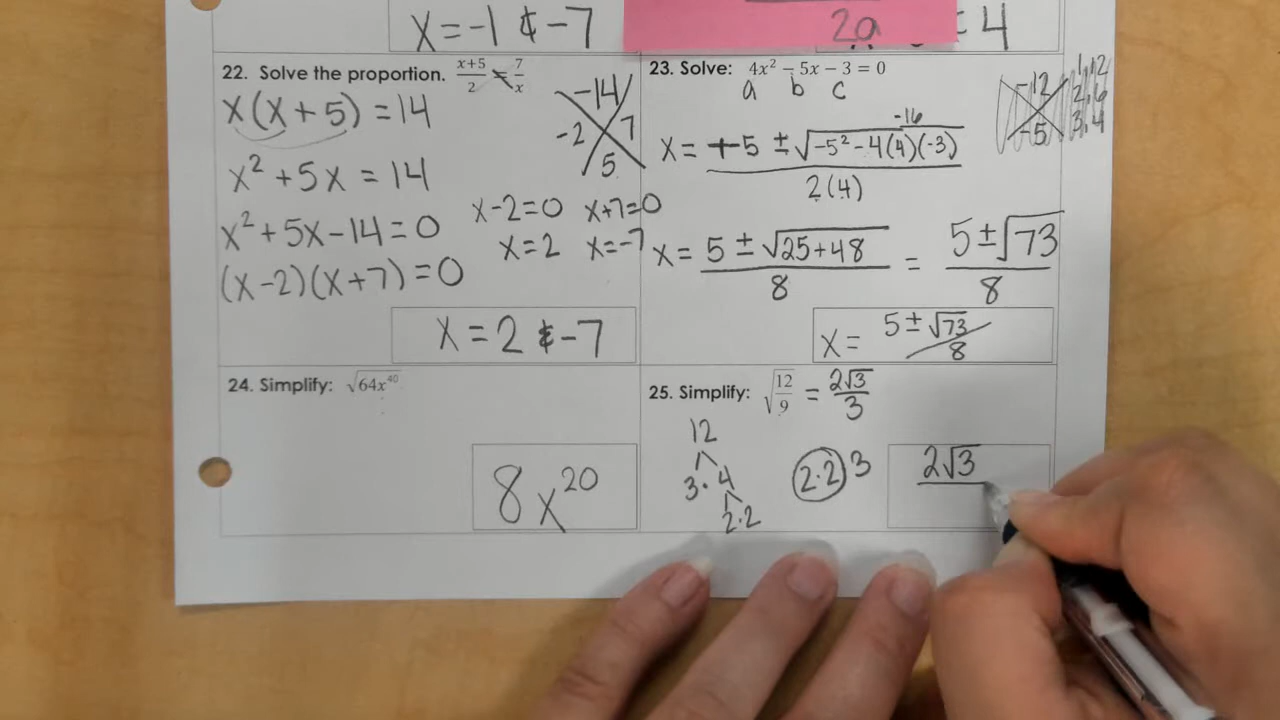 x = -1 ¢ -7
2a
= 4
22. Solve the proportion. x+5/2 = 7/x
x(x + 5) = 14
x² + 5x = 14
x² + 5x - 14 = 0
(x - 2)(x + 7) = 0
-14
-2 7
5
x - 2 = 0 x + 7 = 0
x = 2 x = -7
x = 2 ¢ -7
23. Solve: 4x² - 5x - 3 = 0
a b c
-12
-5
1,12
2,6
3,4
-16
x = +5 ± √-5² - 4(4)(-3)
2(4)
x = 5 ± √25 + 48 / 8 = 5 ± √73 / 8
x = 5 ± √73 / 8
24. Simplify: √64x⁴⁰
8x²⁰
25. Simplify: √12/9 = 2√3/3
12
3 · 4
2·2
2·2 3
2√3